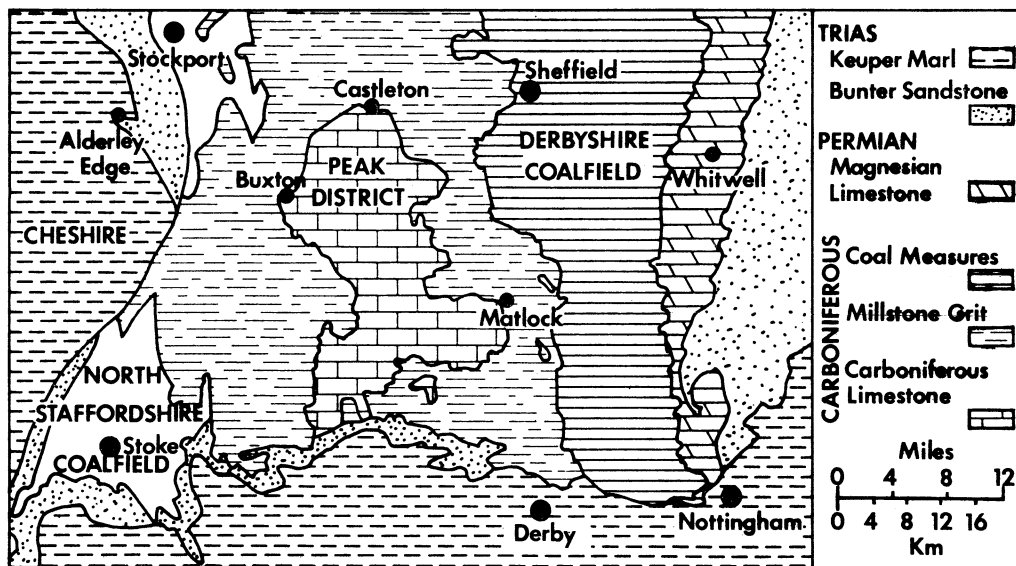 Stockport
Alderley
Edge
CHESHIRE
Castleton
Buxton
PEAK
DISTRICT
Sheffield
DERBYSHIRE
COALFIELD
Whitwell
Matlock
NORTH
STAFFORDSHIRE
Stoke
COALFIELD
Derby
Nottingham
TRIAS
Keuper Marl
Bunter Sandstone
PERMIAN
Magnesian
Limestone
CARBONIFEROUS
Coal Measures
Millstone Grit
Carboniferous
Limestone
Miles
0 4 8 12
0 4 8 12 16
Km